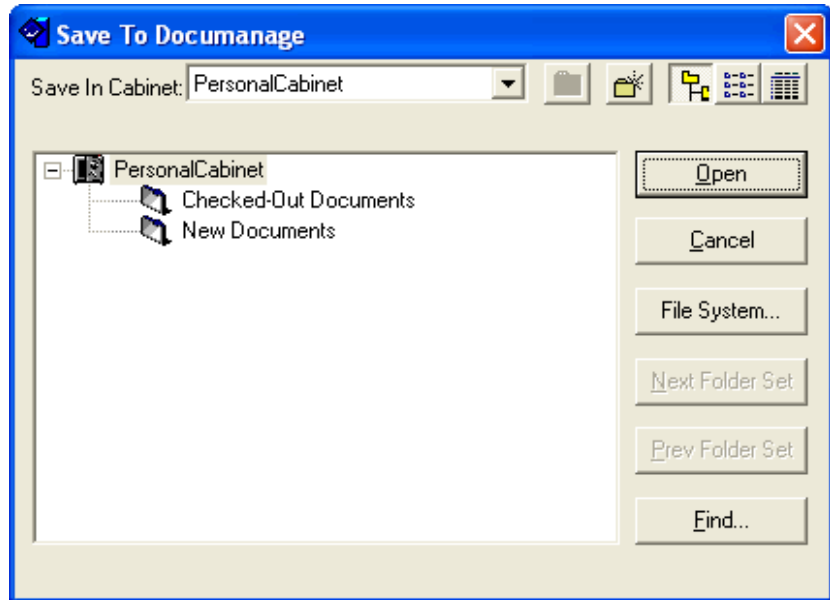 Save To Documanage
Save In Cabinet: PersonalCabinet
PersonalCabinet
Checked-Out Documents
New Documents
Open
Cancel
File System...
Next Folder Set
Prev Folder Set
Find...